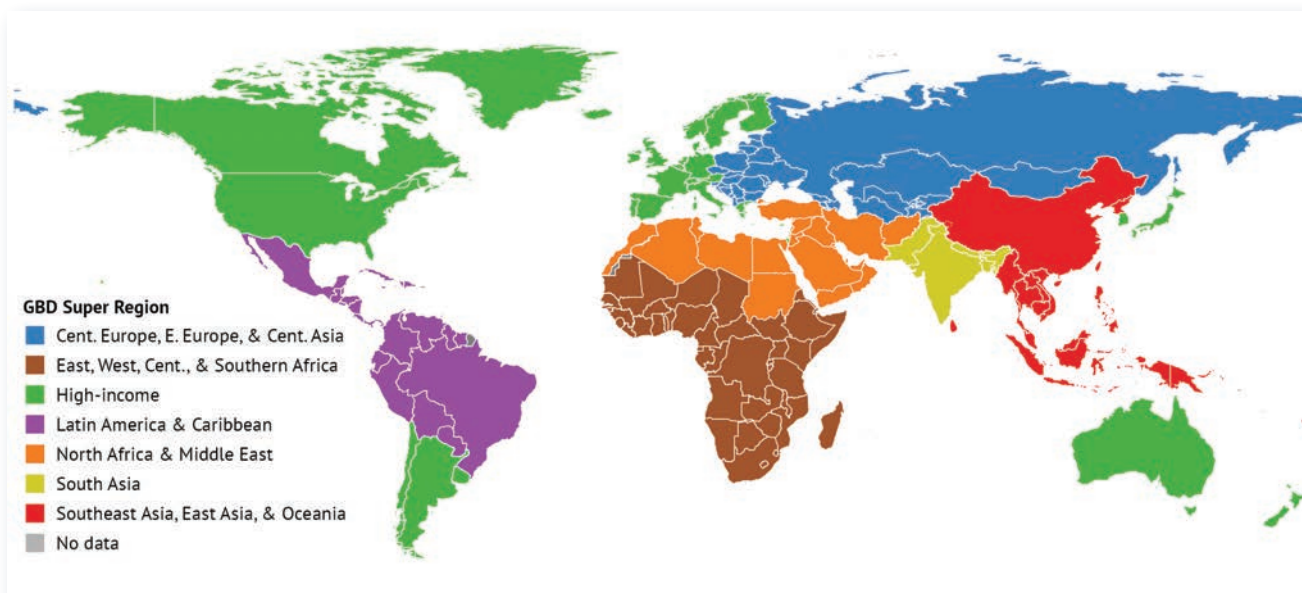 GBD Super Region
Cent. Europe, E. Europe, & Cent. Asia
East, West, Cent., & Southern Africa
High-income
Latin America & Caribbean
North Africa & Middle East
South Asia
Southeast Asia, East Asia, & Oceania
No data